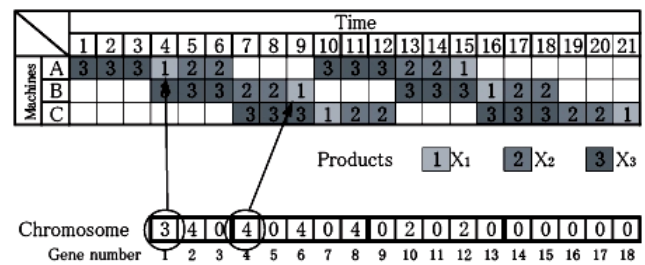 Time
1 2 3 4 5 6 7 8 9 10 11 12 13 14 15 16 17 18 19 20 21
Machines
A 3 3 3 1 2 2 3 3 3 2 2 1
B 3 3 3 2 2 1 3 3 3 1 2 2
C 3 3 3 1 2 2 3 3 3 2 2 1
Products 1 X1 2 X2 3 X3
Chromosome 3 4 0 4 0 4 0 4 0 2 0 2 0 0 0 0 0 0
Gene number 1 2 3 4 5 6 7 8 9 10 11 12 13 14 15 16 17 18